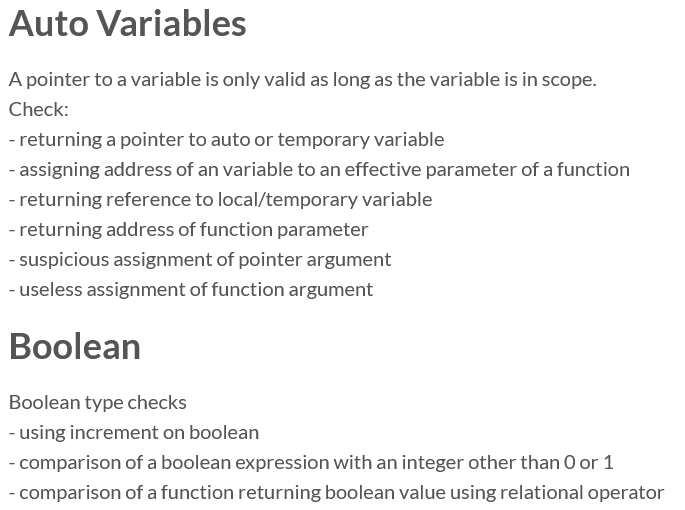 Auto Variables
A pointer to a variable is only valid as long as the variable is in scope.
Check:
- returning a pointer to auto or temporary variable
- assigning address of an variable to an effective parameter of a function
- returning reference to local/temporary variable
- returning address of function parameter
- suspicious assignment of pointer argument
- useless assignment of function argument
Boolean
Boolean type checks
- using increment on boolean
- comparison of a boolean expression with an integer other than 0 or 1
- comparison of a function returning boolean value using relational operator